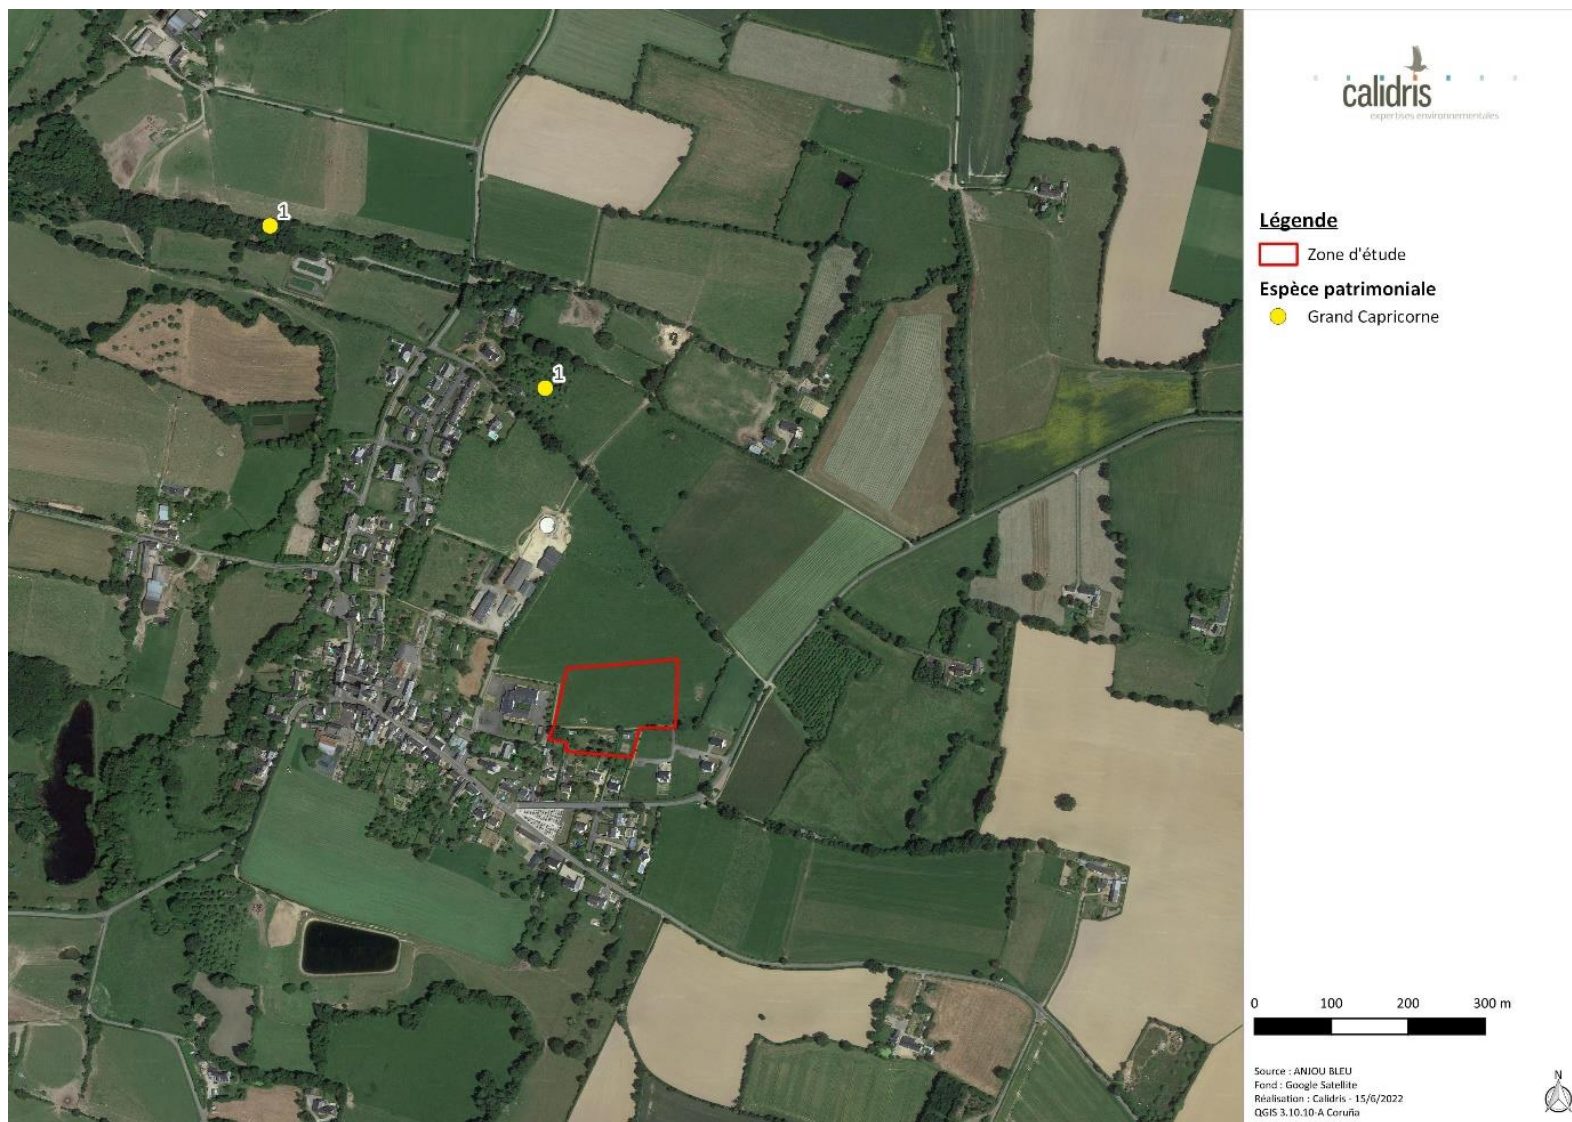 calidris
expertises environnementales
Légende
Zone d'étude
Espèce patrimoniale
Grand Capricorne
1
1
0 100 200 300 m
Source : ANJOU BLEU
Fond : Google Satellite
Réalisation : Calidris - 15/6/2022
QGIS 3.10.10-A Coruña
N